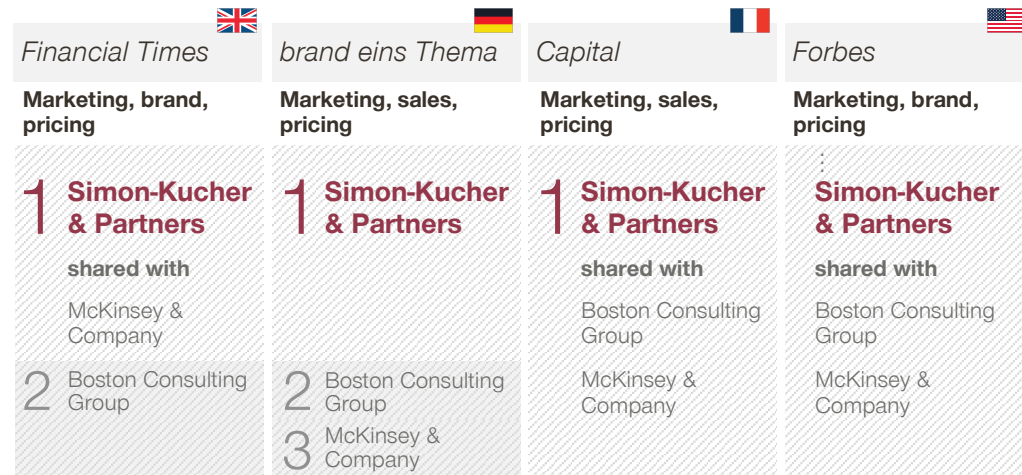 Financial Times
Marketing, brand,
pricing
1 Simon-Kucher
& Partners
shared with
McKinsey &
Company
2 Boston Consulting
Group
brand eins Thema
Marketing, sales,
pricing
1 Simon-Kucher
& Partners
2 Boston Consulting
Group
3 McKinsey &
Company
Capital
Marketing, sales,
pricing
1 Simon-Kucher
& Partners
shared with
Boston Consulting
Group
McKinsey &
Company
Forbes
Marketing, brand,
pricing
⋮
Simon-Kucher
& Partners
shared with
Boston Consulting
Group
McKinsey &
Company